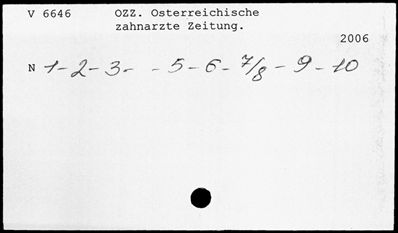 V 6646 OZZ. Osterreichische
zahnarzte Zeitung.
2006
N 1-2-3- -5-6-7/8-9-10